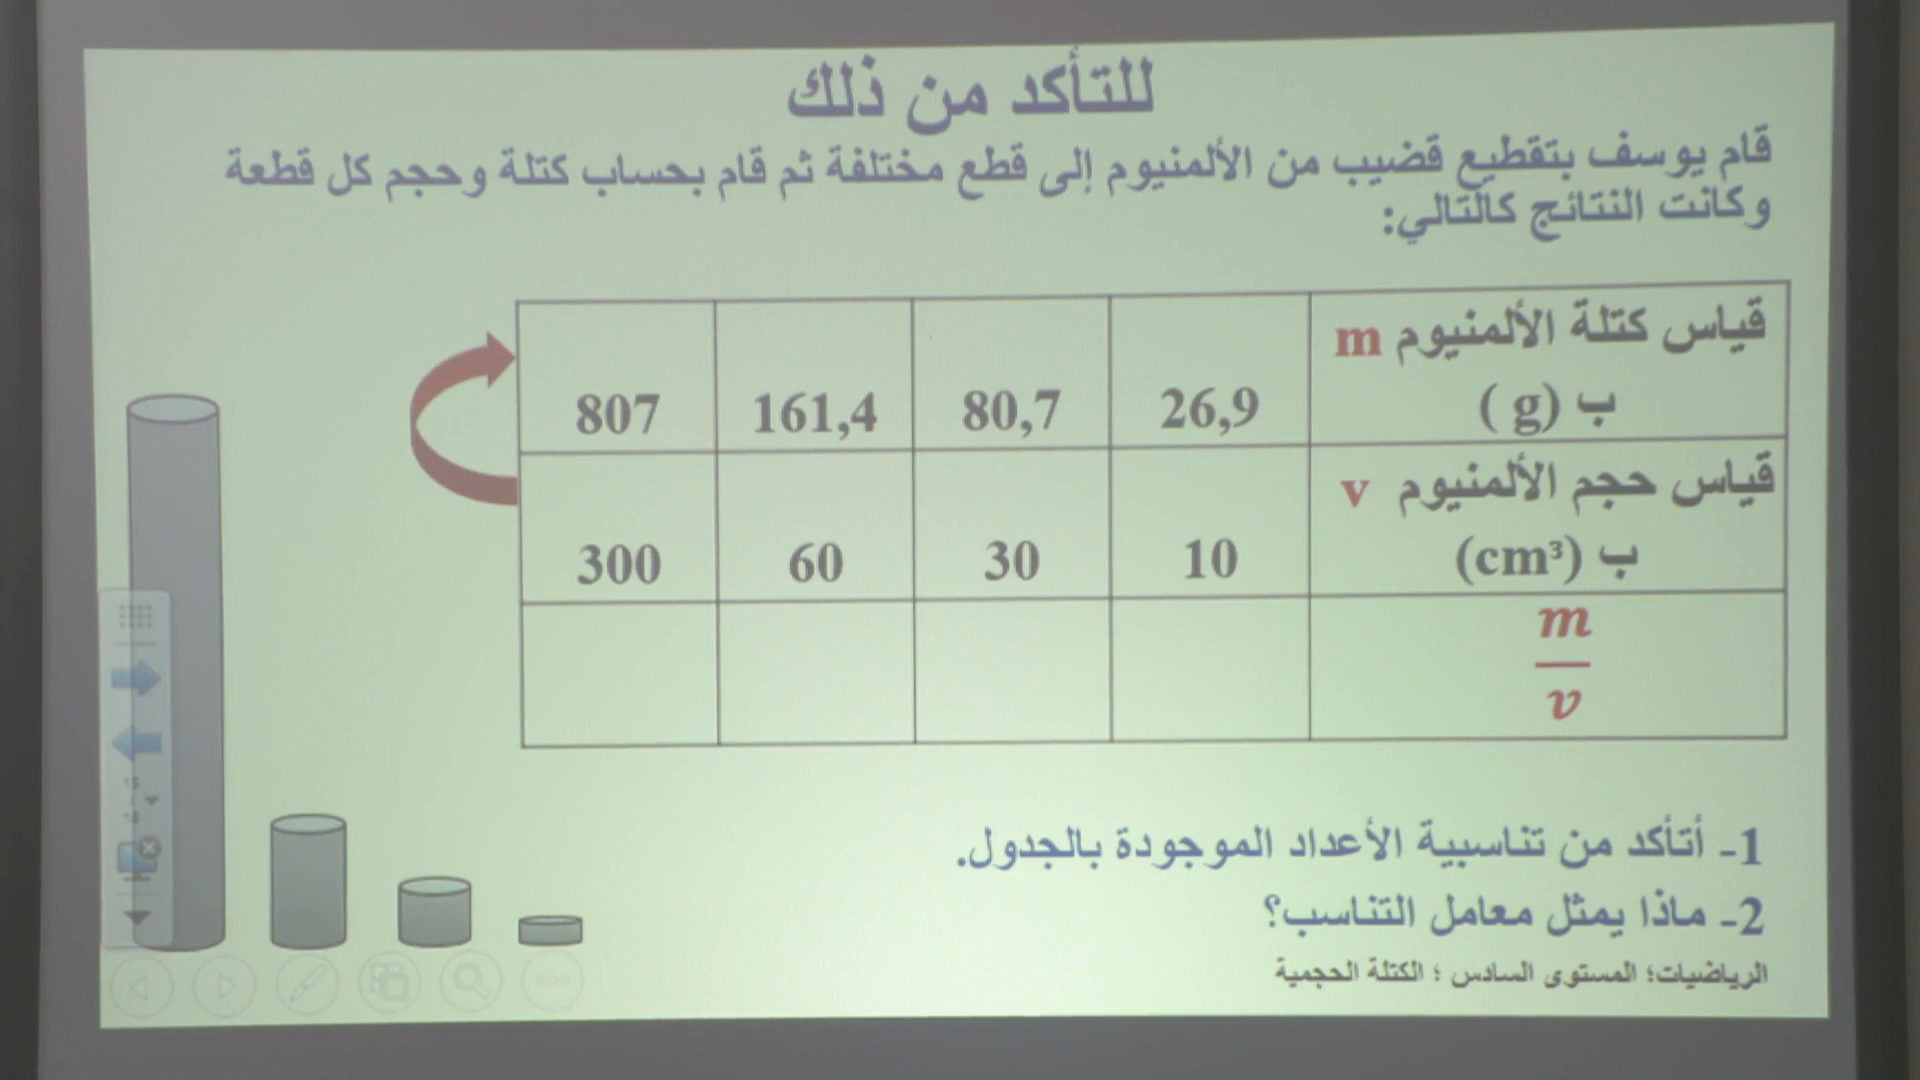 للتأكد من ذلك
قام يوسف بتقطيع قضيب من الألمنيوم إلى قطع مختلفة ثم قام بحساب كتلة وحجم كل قطعة
وكانت النتائج كالتالي:
قياس كتلة الألمنيوم m
ب (g )
26,9
80,7
161,4
807
قياس حجم الألمنيوم v
ب (cm³)
10
30
60
300
m
v
1- أتأكد من تناسبية الأعداد الموجودة بالجدول.
2- ماذا يمثل معامل التناسب؟
الرياضيات؛ المستوى السادس ؛ الكتلة الحجمية